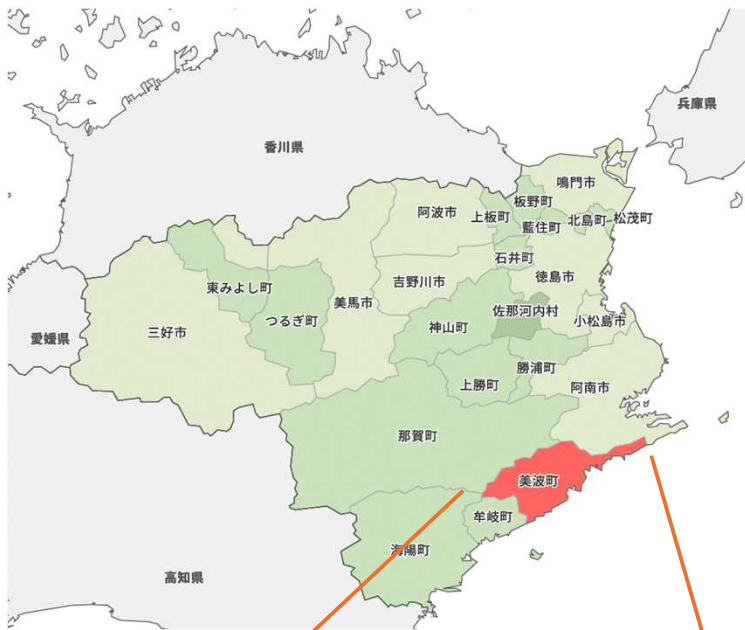 兵庫県
香川県
鳴門市
板野町
阿波市
上板町
北島町
松茂町
藍住町
石井町
徳島市
吉野川市
東みよし町
美馬市
佐那河内村
つるぎ町
小松島市
神山町
三好市
愛媛県
勝浦町
上勝町
阿南市
那賀町
美波町
牟岐町
海陽町
高知県